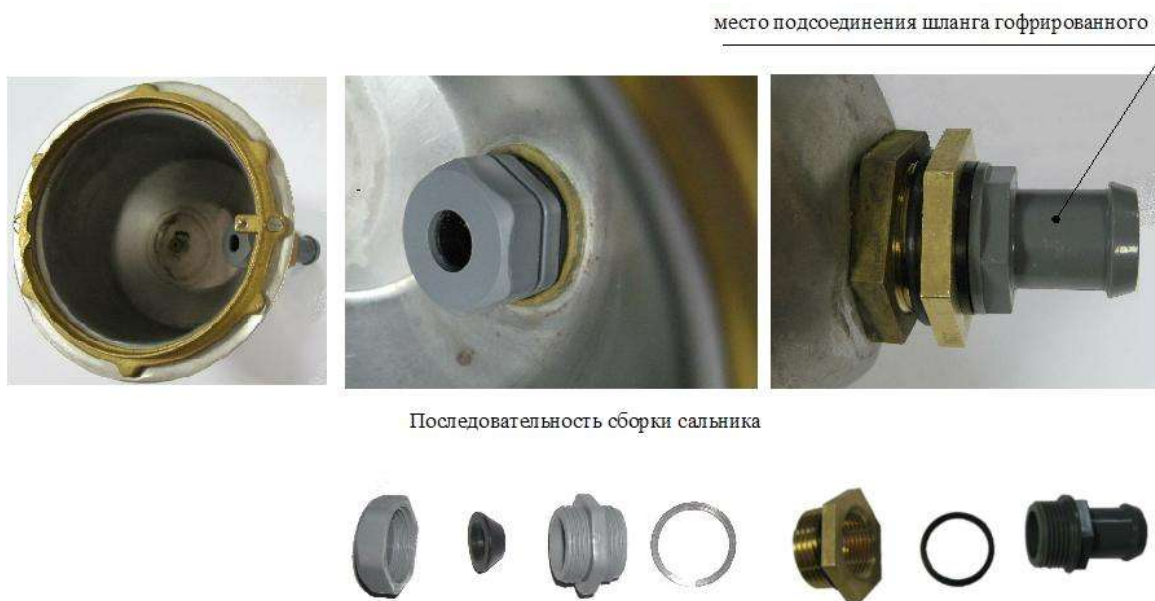 место подсоединения шланга гофрированного
Последовательность сборки сальника